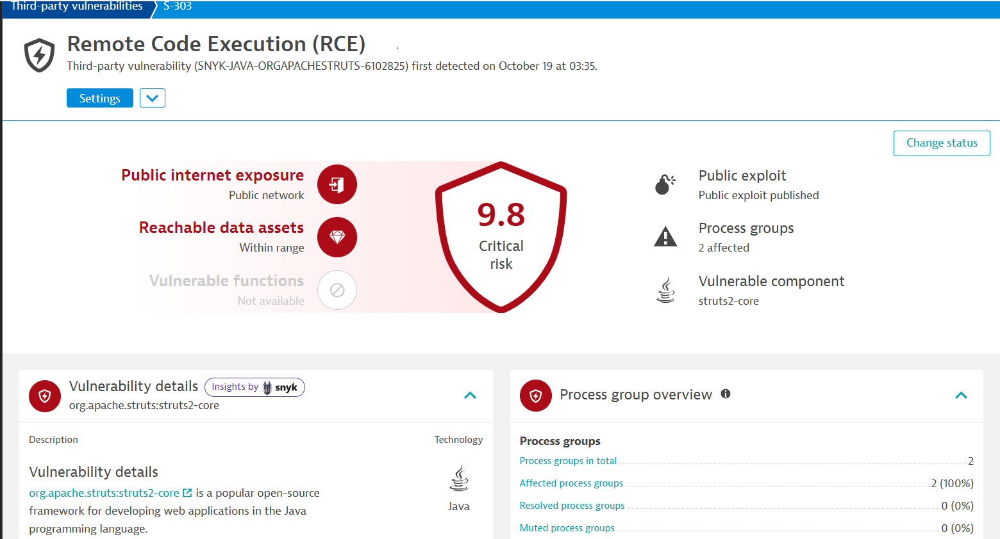 Third-party vulnerabilities
S-303
Remote Code Execution (RCE)
Third-party vulnerability (SNYK-JAVA-ORGAPACHESTRUTS-6102825) first detected on October 19 at 03:35.
Settings
Change status
Public internet exposure
Public network
Reachable data assets
Within range
Vulnerable functions
Not available
9.8
Critical
risk
Public exploit
Public exploit published
Process groups
2 affected
Vulnerable component
struts2-core
Vulnerability details
Insights by snyk
org.apache.struts:struts2-core
Description
Technology
Vulnerability details
org.apache.struts:struts2-core is a popular open-source
framework for developing web applications in the Java
programming language.
Java
Process group overview
Process groups
Process groups in total 2
Affected process groups 2 (100%)
Resolved process groups 0 (0%)
Muted process groups 0 (0%)